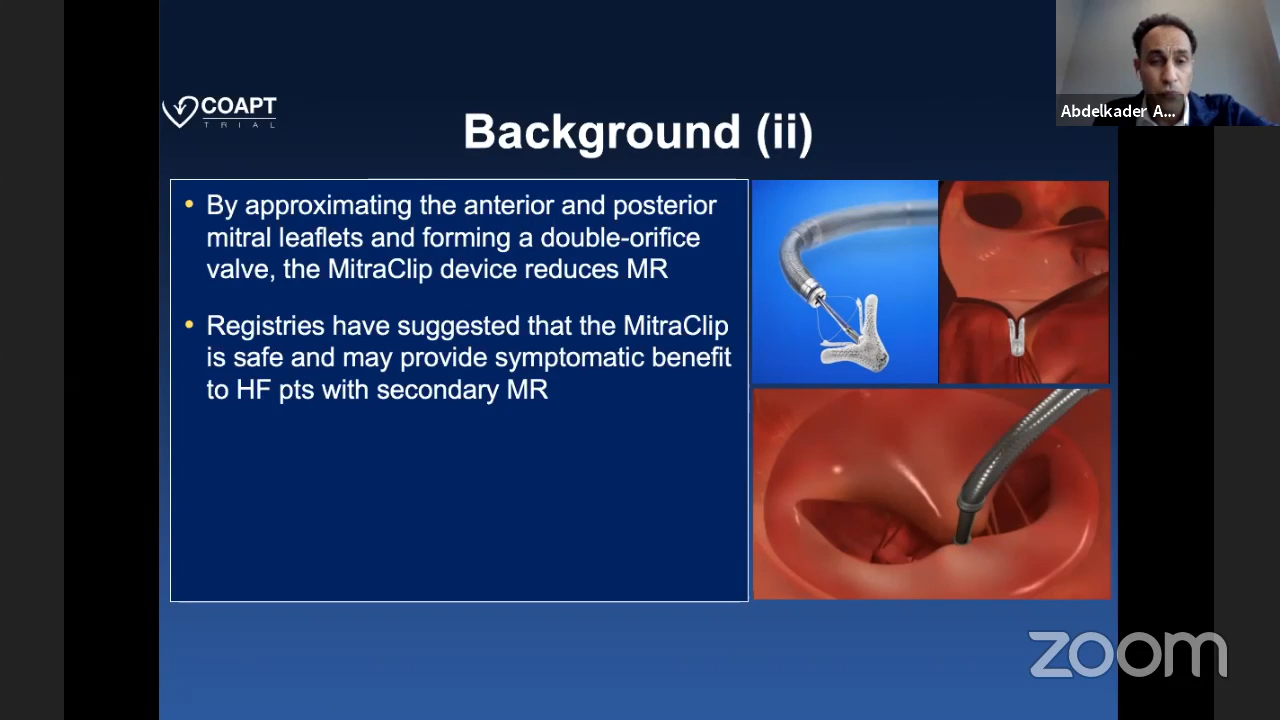 COAPT
TRIAL
Background (ii)
Abdelkader A...
• By approximating the anterior and posterior
mitral leaflets and forming a double-orifice
valve, the MitraClip device reduces MR
• Registries have suggested that the MitraClip
is safe and may provide symptomatic benefit
to HF pts with secondary MR
zoom